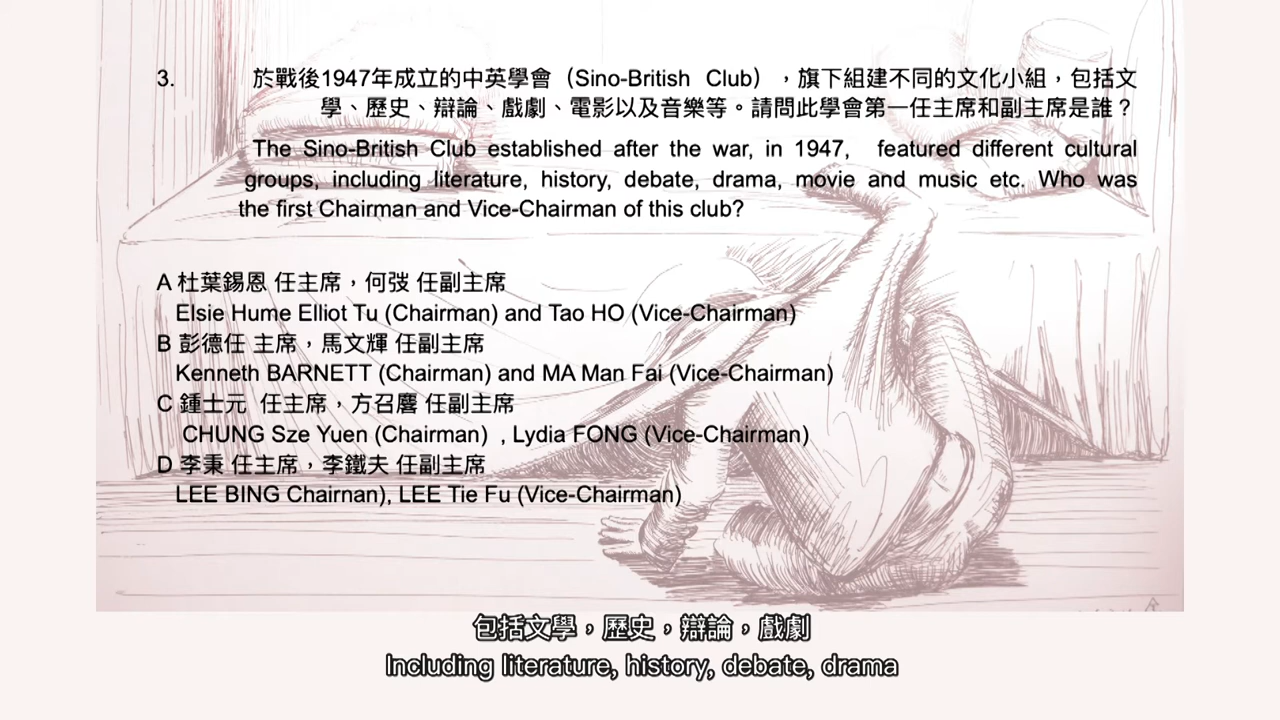 3. 於戰後1947年成立的中英學會（Sino-British Club），旗下組建不同的文化小組，包括文
學、歷史、辯論、戲劇、電影以及音樂等。請問此學會第一任主席和副主席是誰？
The Sino-British Club established after the war, in 1947, featured different cultural
groups, including literature, history, debate, drama, movie and music etc. Who was
the first Chairman and Vice-Chairman of this club?
A 杜葉錫恩 任主席，何弢 任副主席
Elsie Hume Elliot Tu (Chairman) and Tao HO (Vice-Chairman)
B 彭德任 主席，馬文輝 任副主席
Kenneth BARNETT (Chairman) and MA Man Fai (Vice-Chairman)
C 鍾士元 任主席，方召麐 任副主席
CHUNG Sze Yuen (Chairman) , Lydia FONG (Vice-Chairman)
D 李秉 任主席，李鐵夫 任副主席
LEE BING Chairnan), LEE Tie Fu (Vice-Chairman)
包括文學，歷史，辯論，戲劇
Including literature, history, debate, drama